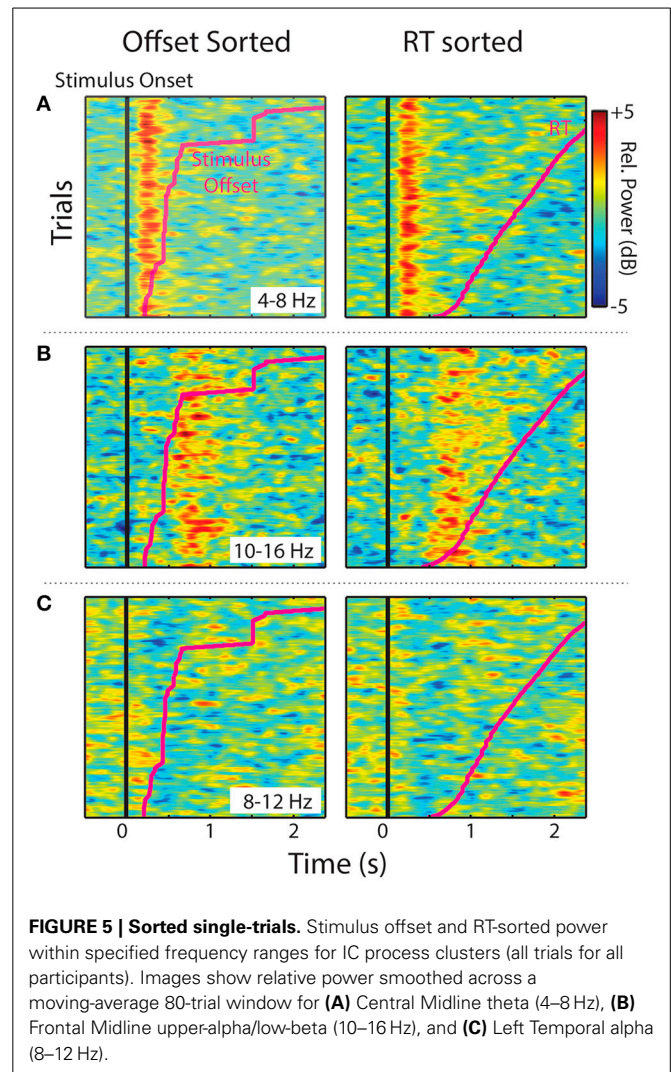 Offset Sorted
RT sorted
Stimulus Onset
A
Trials
Stimulus
Offset
4-8 Hz
RT
+5
Rel. Power (dB)
-5
B
10-16 Hz
C
8-12 Hz
0 1 2
0 1 2
Time (s)
FIGURE 5 | Sorted single-trials. Stimulus offset and RT-sorted power
within specified frequency ranges for IC process clusters (all trials for all
participants). Images show relative power smoothed across a
moving-average 80-trial window for (A) Central Midline theta (4–8 Hz), (B)
Frontal Midline upper-alpha/low-beta (10–16 Hz), and (C) Left Temporal alpha
(8–12 Hz).